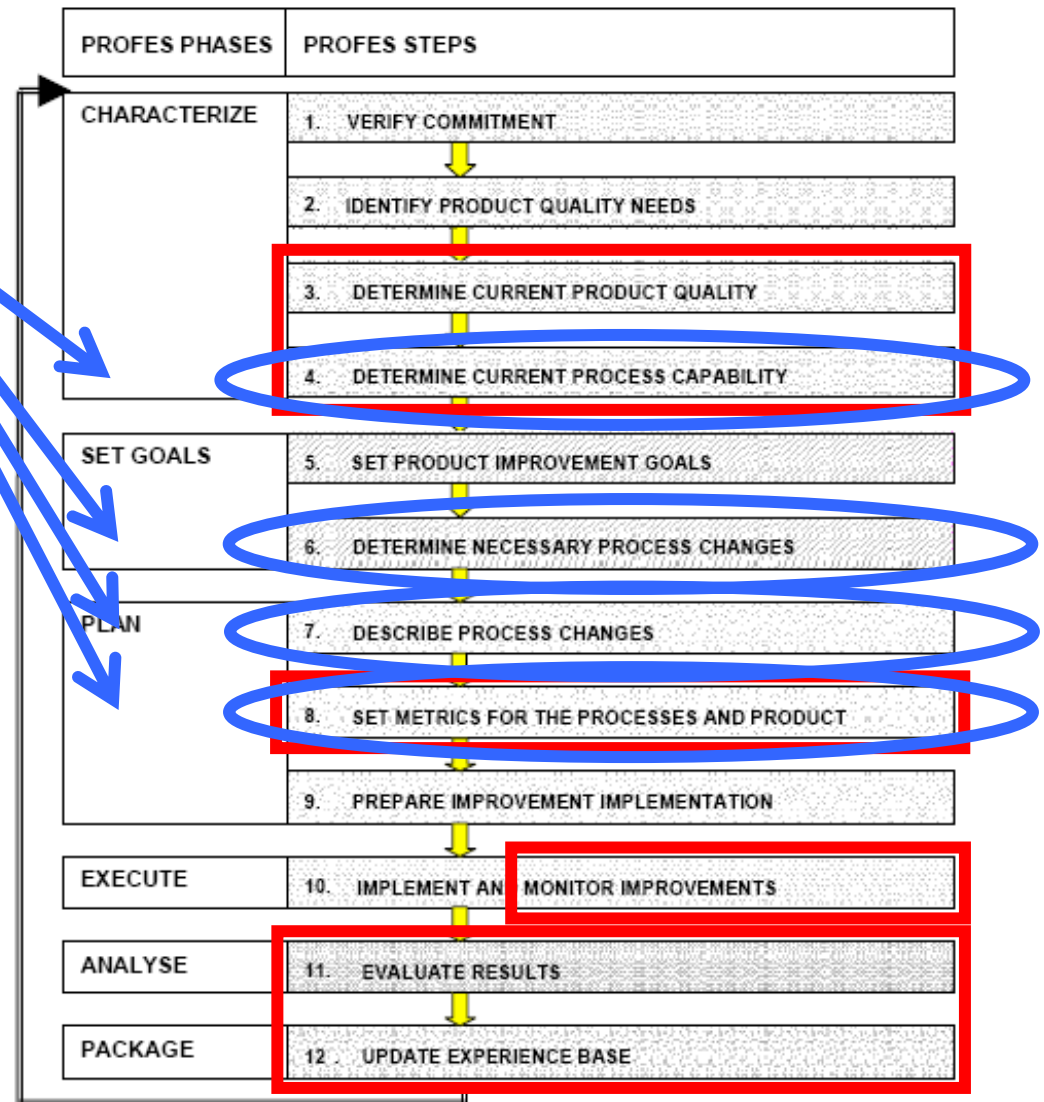 PROFES PHASES PROFES STEPS
CHARACTERIZE
1. VERIFY COMMITMENT
2. IDENTIFY PRODUCT QUALITY NEEDS
3. DETERMINE CURRENT PRODUCT QUALITY
4. DETERMINE CURRENT PROCESS CAPABILITY
SET GOALS
5. SET PRODUCT IMPROVEMENT GOALS
6. DETERMINE NECESSARY PROCESS CHANGES
PLAN
7. DESCRIBE PROCESS CHANGES
8. SET METRICS FOR THE PROCESSES AND PRODUCT
9. PREPARE IMPROVEMENT IMPLEMENTATION
EXECUTE
10. IMPLEMENT AND MONITOR IMPROVEMENTS
ANALYSE
11. EVALUATE RESULTS
PACKAGE
12 . UPDATE EXPERIENCE BASE